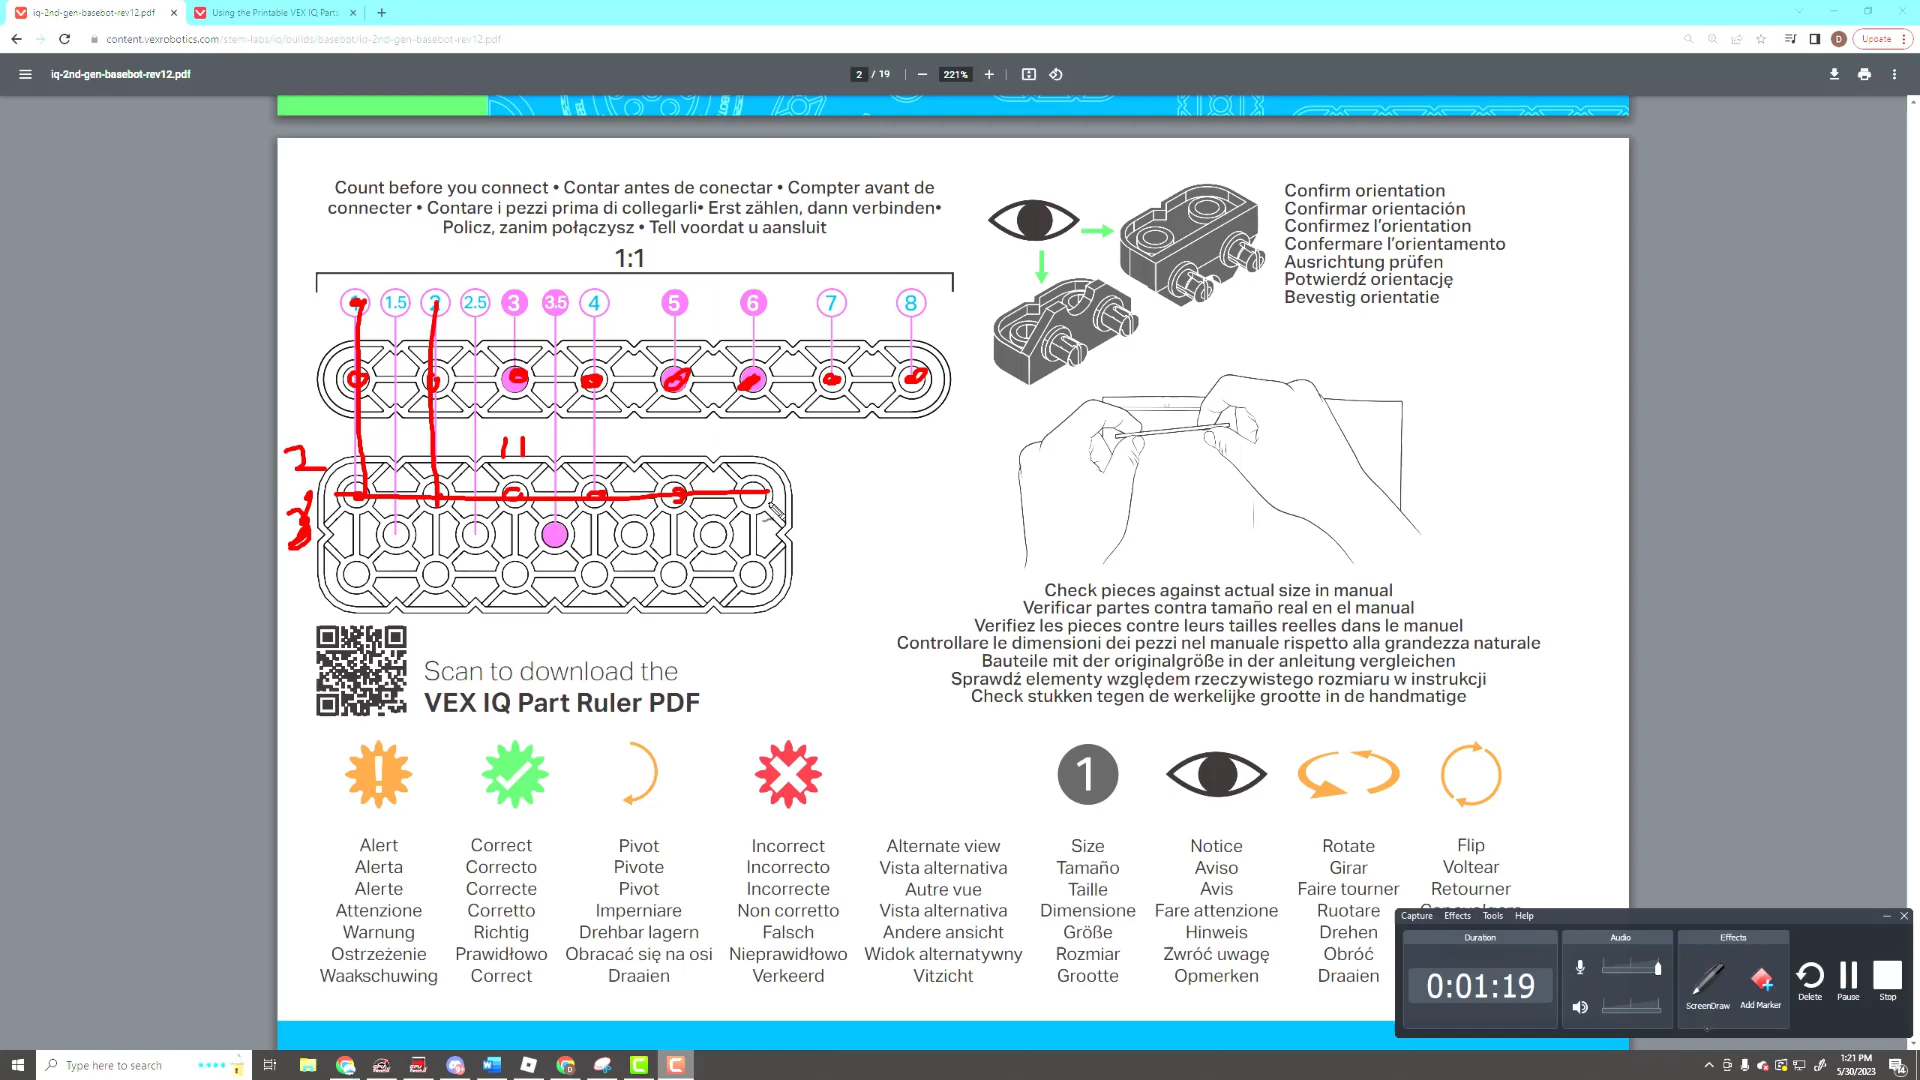 iq-2nd-gen-basebot-rev12.pdf
Using the Printable VEX IQ Parts
content.vexrobotics.com/stem-labs/iq/builds/basebot/iq-2nd-gen-basebot-rev12.pdf
D
Update
iq-2nd-gen-basebot-rev12.pdf
2 / 19
221%
Count before you connect • Contar antes de conectar • Compter avant de
connecter • Contare i pezzi prima di collegarli• Erst zählen, dann verbinden•
Policz, zanim połączysz • Tell voordat u aansluit
1:1
1 1.5 2 2.5 3 3.5 4 5 6 7 8
Confirm orientation
Confirmar orientación
Confirmez l'orientation
Confermare l'orientamento
Ausrichtung prüfen
Potwierdź orientację
Bevestig orientatie
Check pieces against actual size in manual
Verificar partes contra tamaño real en el manual
Verifiez les pieces contre leurs tailles reelles dans le manuel
Controllare le dimensioni dei pezzi nel manuale rispetto alla grandezza naturale
Bauteile mit der originalgröße in der anleitung vergleichen
Sprawdź elementy względem rzeczywistego rozmiaru w instrukcji
Check stukken tegen de werkelijke grootte in de handmatige
Scan to download the
VEX IQ Part Ruler PDF
1
Alert Correct Pivot Incorrect Alternate view Size Notice Rotate Flip
Alerta Correcto Pivote Incorrecto Vista alternativa Tamaño Aviso Girar Voltear
Alerte Correcte Pivot Incorrecte Autre vue Taille Avis Faire tourner Retourner
Attenzione Corretto Imperniare Non corretto Vista alternativa Dimensione Fare attenzione Ruotare
Warnung Richtig Drehbar lagern Falsch Andere ansicht Größe Hinweis Drehen
Ostrzeżenie Prawidłowo Obracać się na osi Nieprawidłowo Widok alternatywny Rozmiar Zwróć uwagę Obróć
Waakschuwing Correct Draaien Verkeerd Vitzicht Grootte Opmerken Draaien
Capture Effects Tools Help
Duration Audio Effects
0:01:19
ScreenDraw Add Marker Delete Pause Stop
Type here to search
1:21 PM
5/30/2023